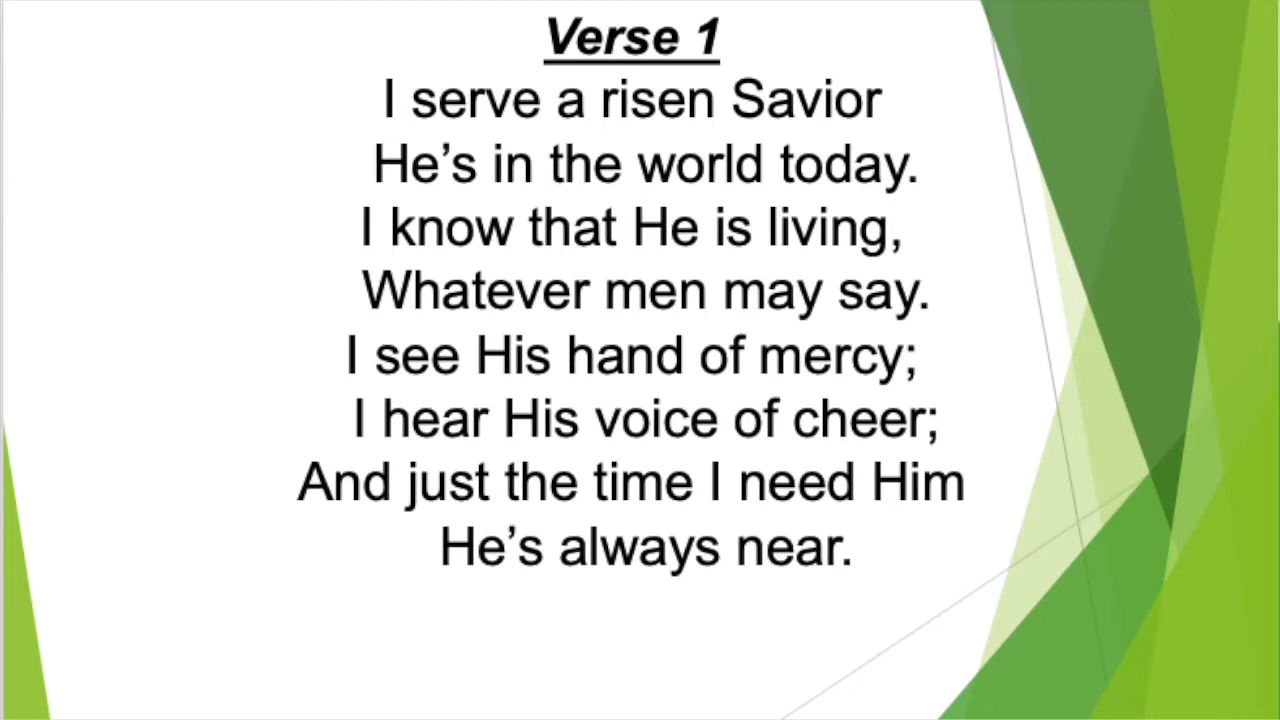 Verse 1
I serve a risen Savior
He’s in the world today.
I know that He is living,
Whatever men may say.
I see His hand of mercy;
I hear His voice of cheer;
And just the time I need Him
He’s always near.